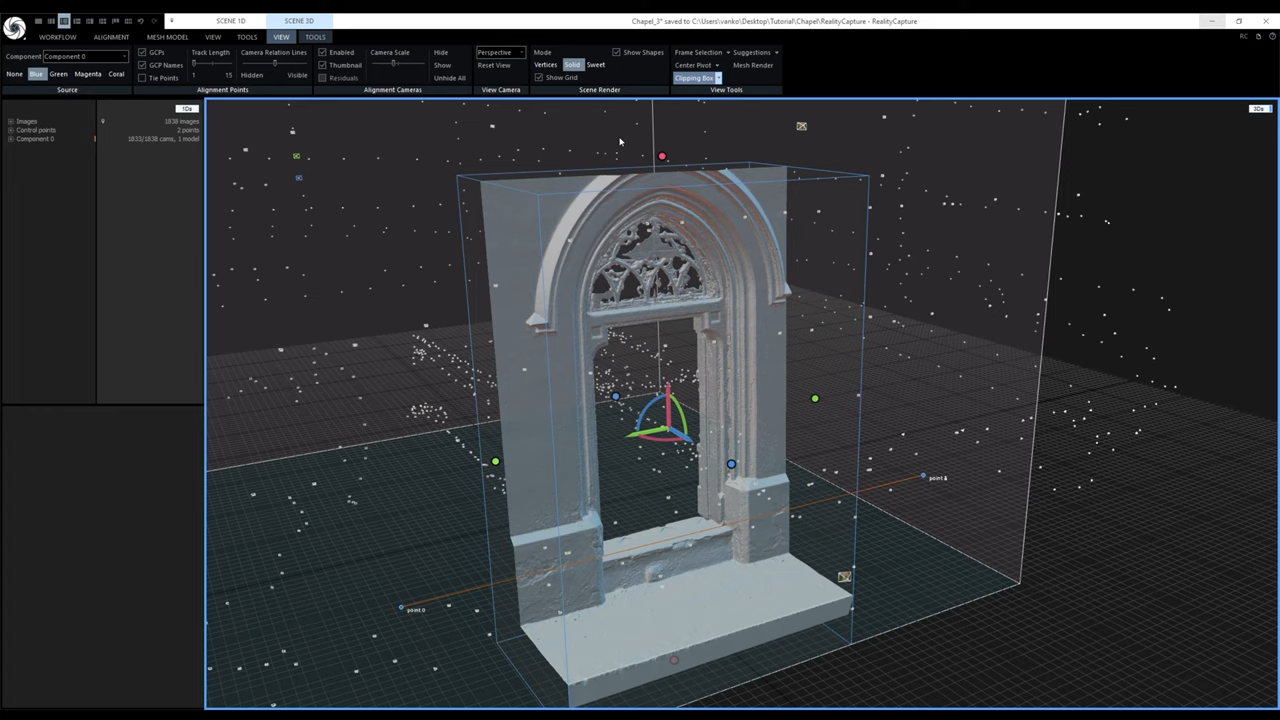 SCENE 1D SCENE 3D Chapel_3* saved to C:\Users\vanko\Desktop\Tutorial\Chapel\RealityCapture - RealityCapture
WORKFLOW ALIGNMENT MESH MODEL VIEW TOOLS VIEW TOOLS RC
Component Component 0 GCPs Track Length Camera Relation Lines Enabled Camera Scale Hide Perspective Mode Show Shapes Frame Selection Suggestions
GCP Names Thumbnail Show Reset View Vertices Solid Sweet Center Pivot Mesh Render
None Blue Green Magenta Coral Tie Points 1 15 Hidden Visible Residuals Unhide All Show Grid Clipping Box
Source Alignment Points Alignment Cameras View Camera Scene Render View Tools
1Ds 3Ds
Images 1838 images
Control points 2 points
Component 0 1833/1838 cams, 1 model
point A
point 0